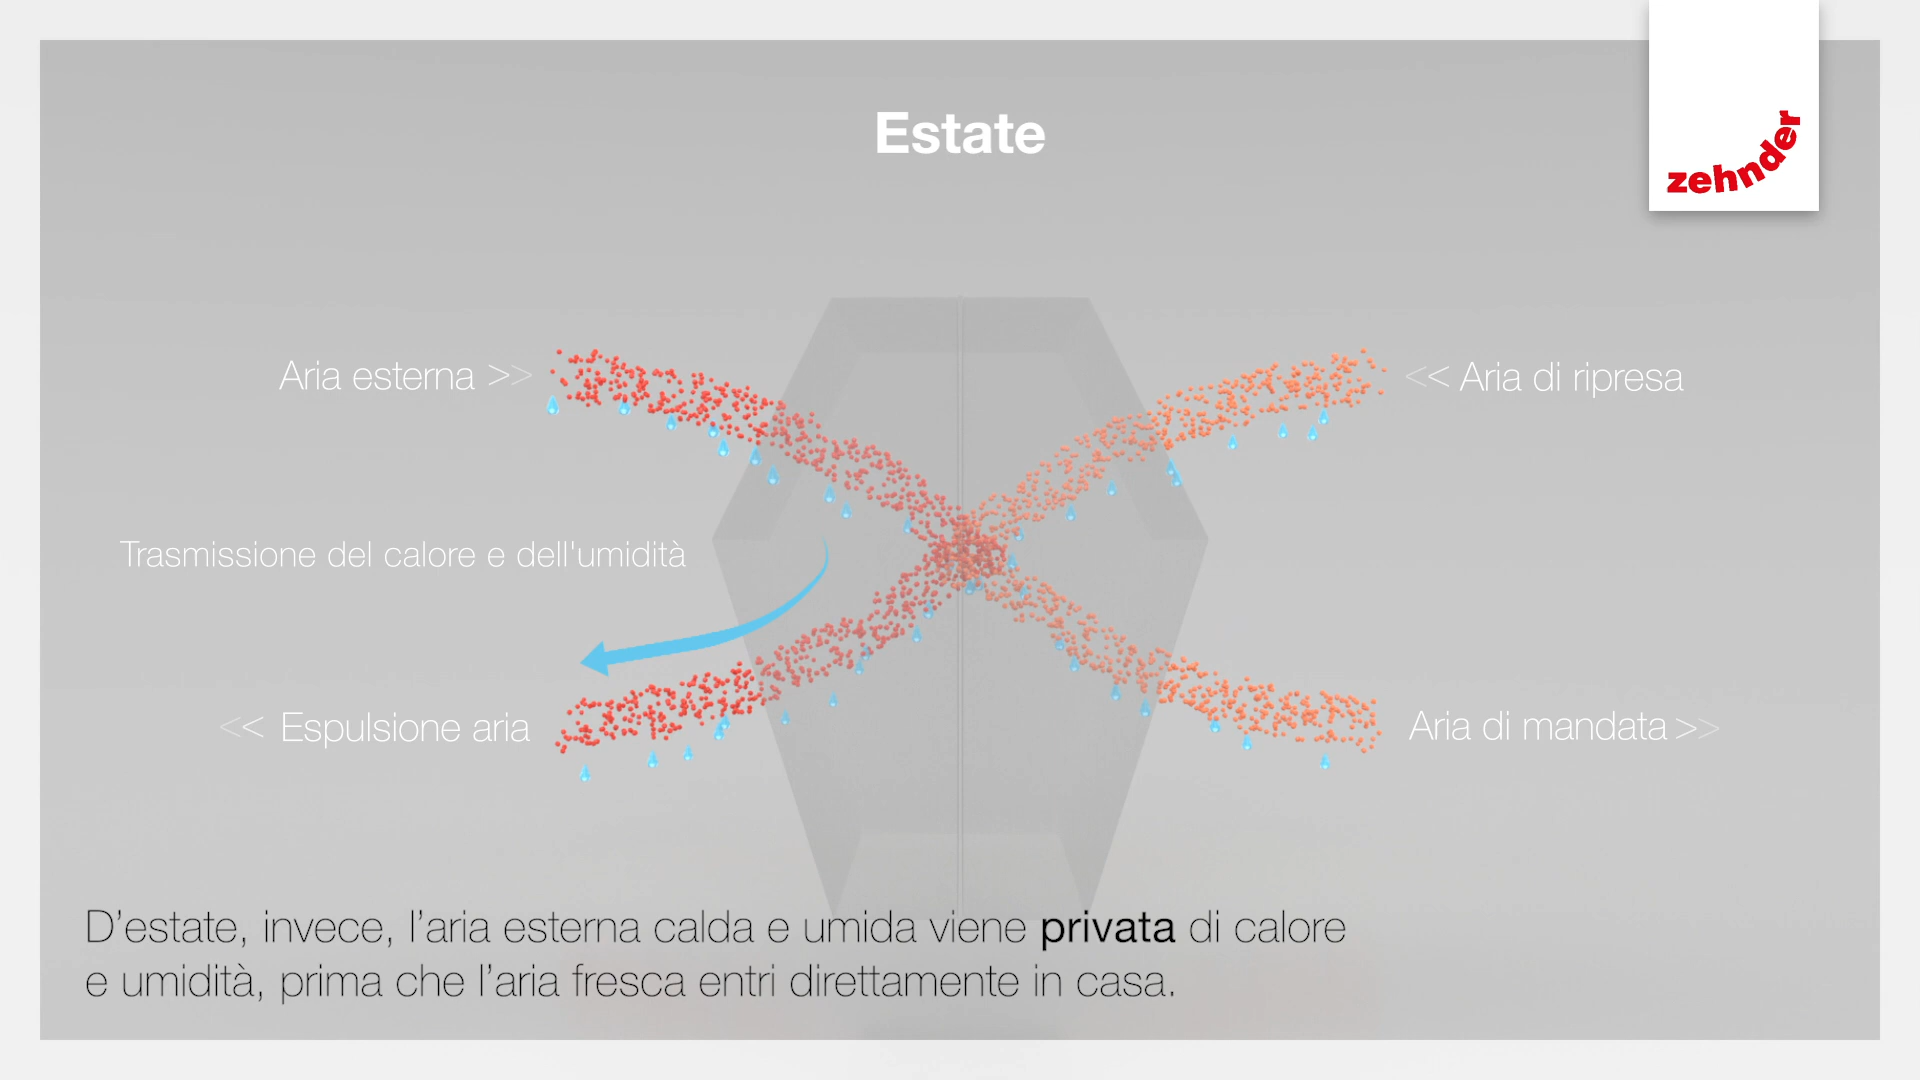 Estate
zehnder
Aria esterna >>
<< Aria di ripresa
Trasmissione del calore e dell'umidità
<< Espulsione aria
Aria di mandata >>
D’estate, invece, l’aria esterna calda e umida viene privata di calore
e umidità, prima che l’aria fresca entri direttamente in casa.